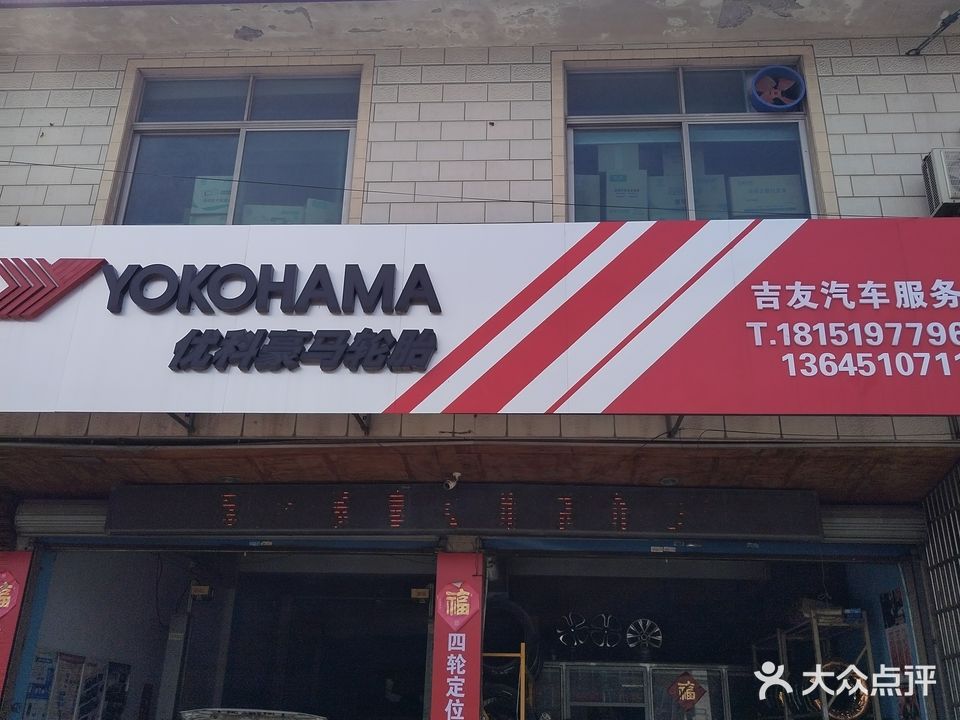 YOKOHAMA
优科豪马轮胎
吉友汽车服务
T.1815197796
1364510711
福
福
四轮定位
大众点评